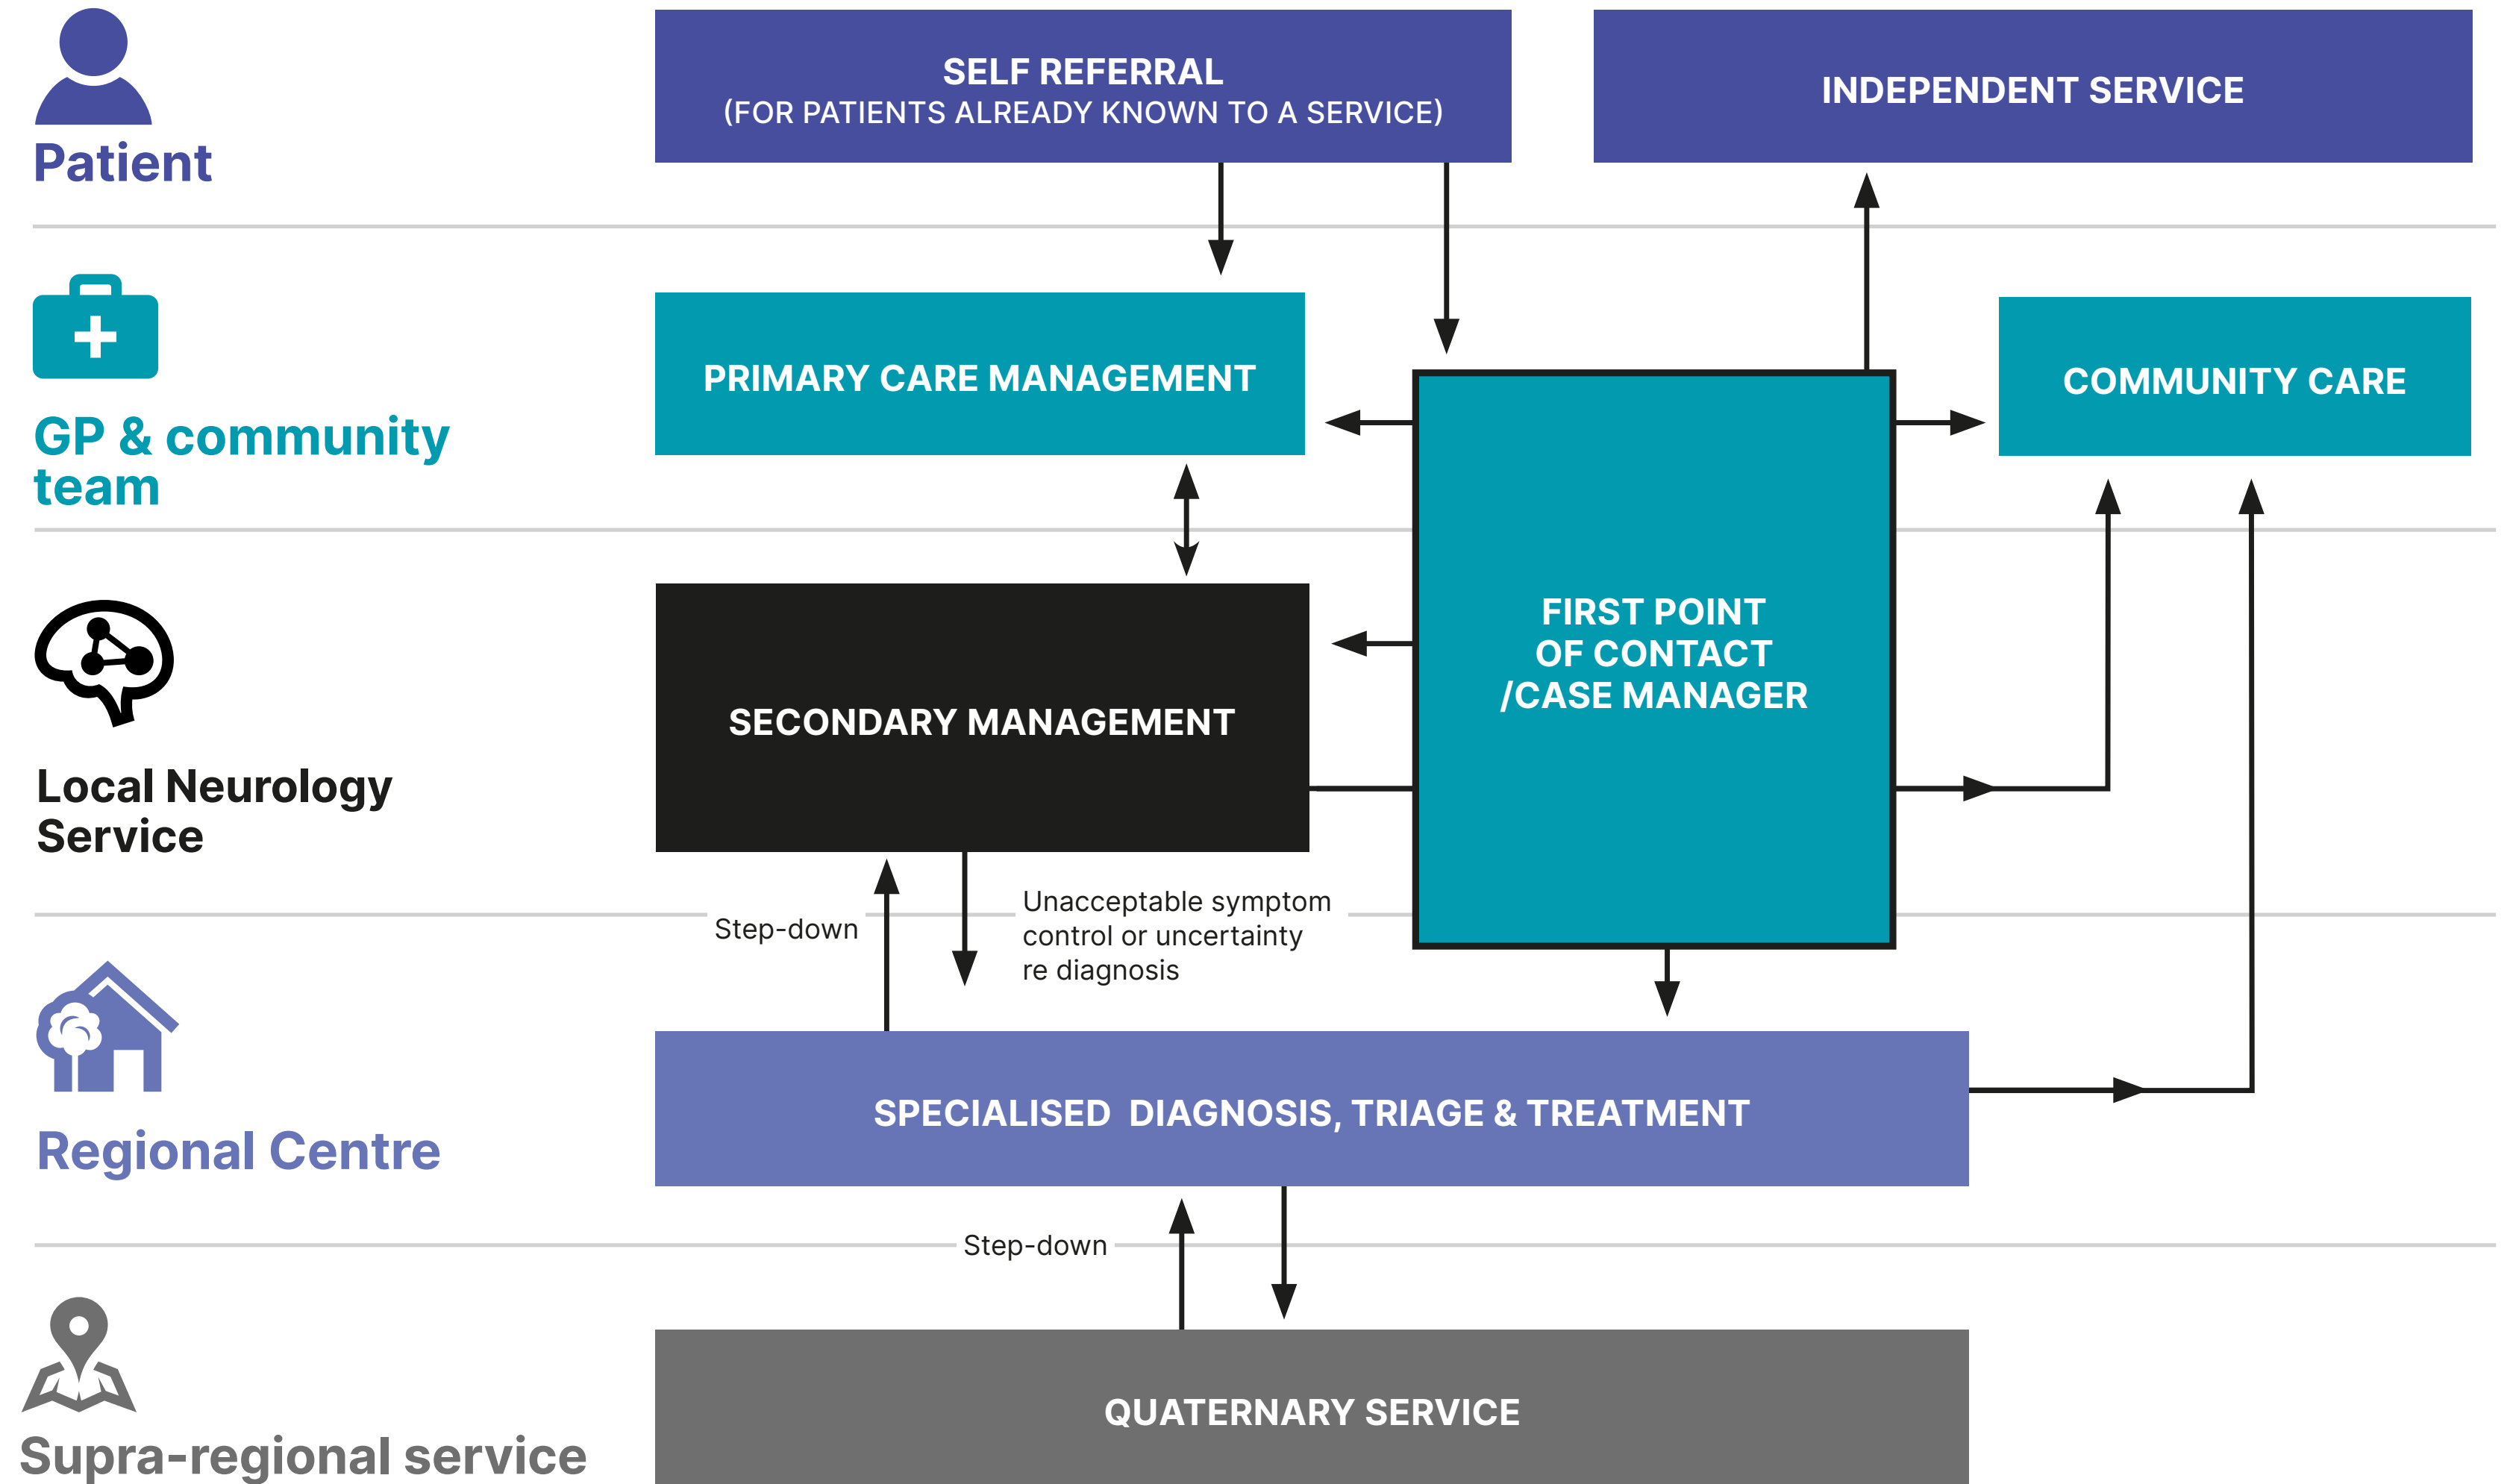 SELF REFERRAL
(FOR PATIENTS ALREADY KNOWN TO A SERVICE)
INDEPENDENT SERVICE
Patient
PRIMARY CARE MANAGEMENT
COMMUNITY CARE
GP & community
team
FIRST POINT
OF CONTACT
/CASE MANAGER
SECONDARY MANAGEMENT
Local Neurology
Service
Step-down
Unacceptable symptom
control or uncertainty
re diagnosis
SPECIALISED DIAGNOSIS, TRIAGE & TREATMENT
Regional Centre
Step-down
QUATERNARY SERVICE
Supra-regional service